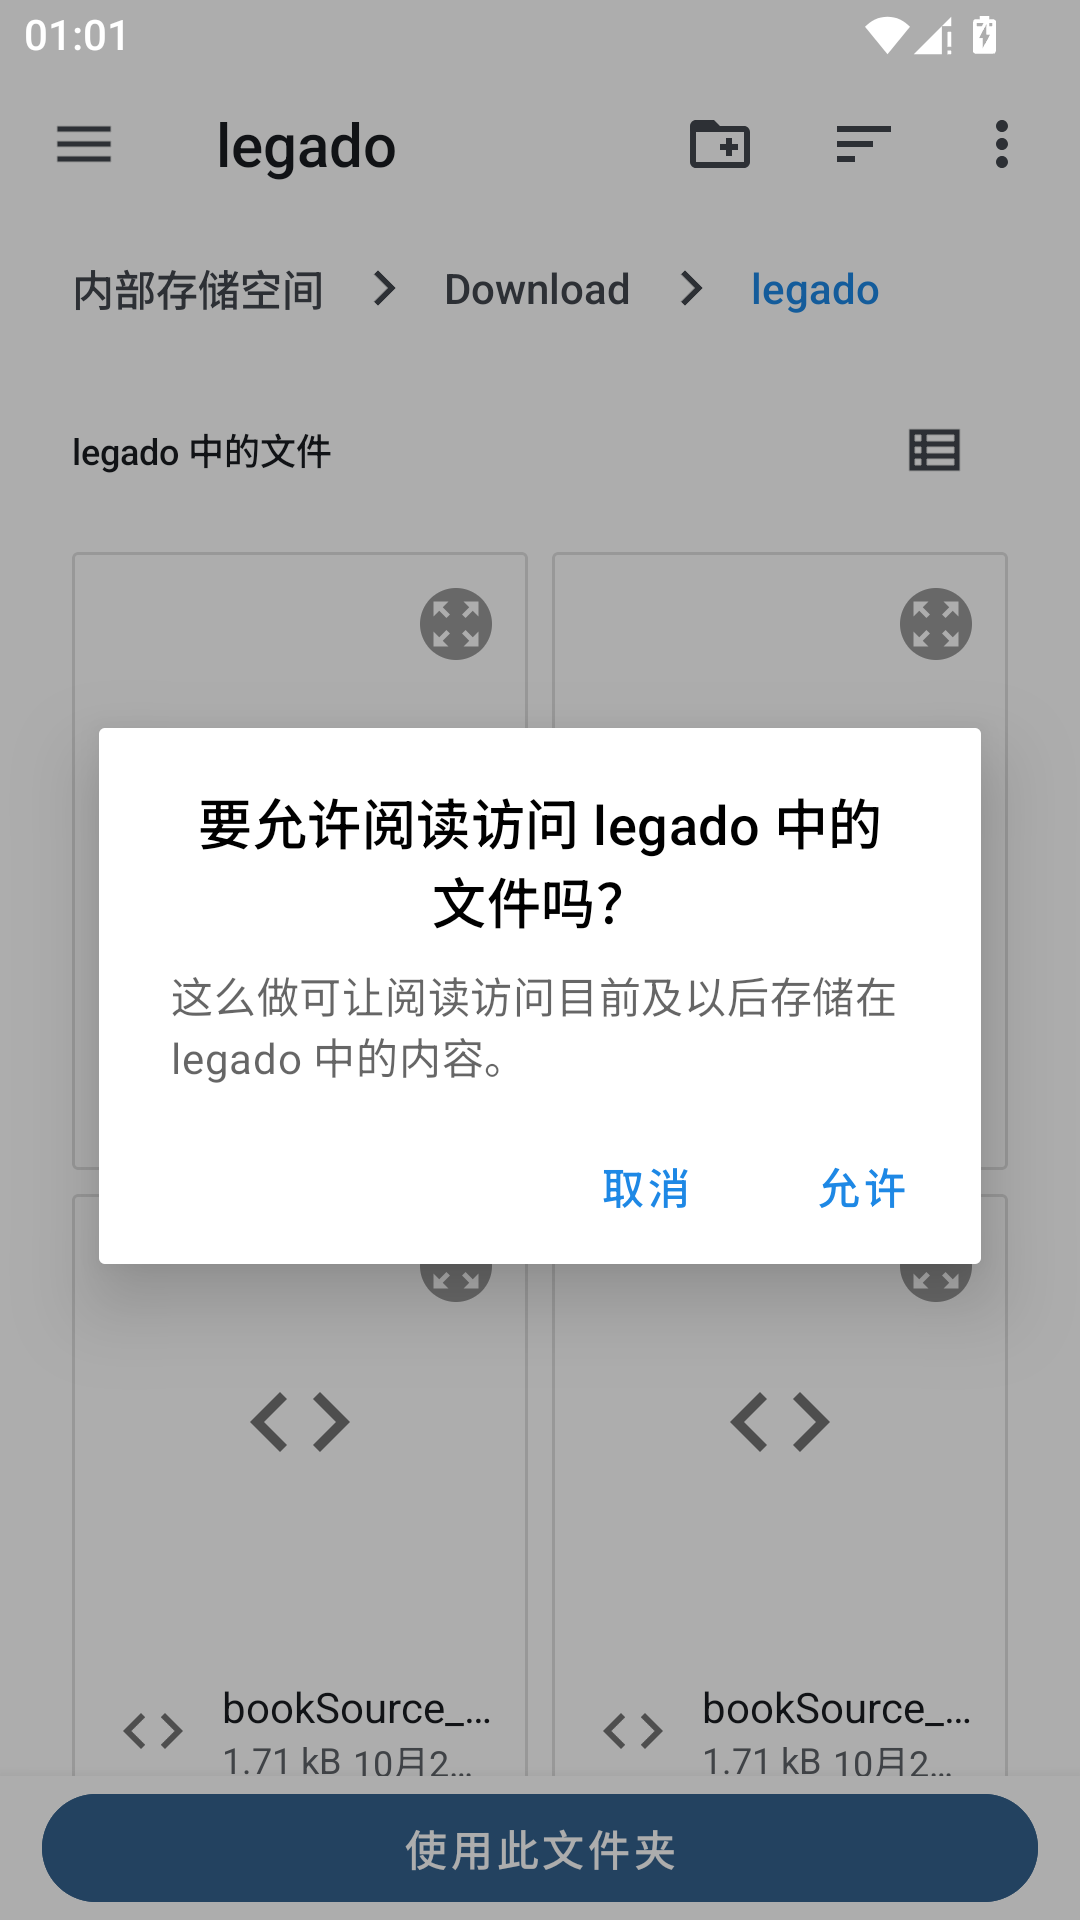 01:01
legado
内部存储空间 Download legado
legado 中的文件
要允许阅读访问 legado 中的
文件吗？
这么做可让阅读访问目前及以后存储在
legado 中的内容。
取消 允许
bookSource_... bookSource_...
1.71 kB 10月2... 1.71 kB 10月2...
使用此文件夹